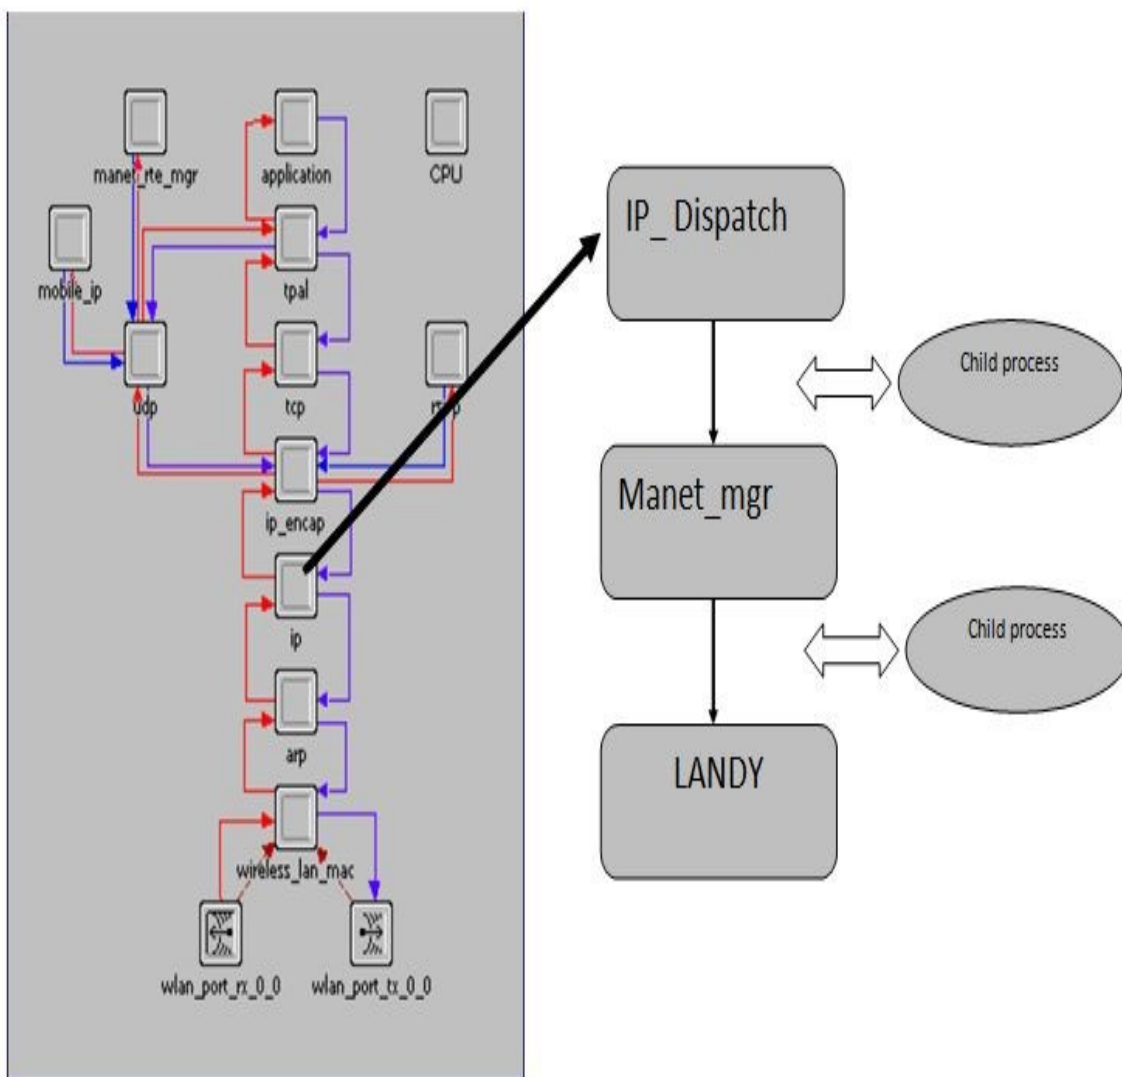 manet_rte_mgr
application
CPU
mobile_ip
tpal
udp
tcp
ip_encap
ip
arp
wireless_lan_mac
wlan_port_rx_0_0
wlan_port_tx_0_0
IP_ Dispatch
Child process
Manet_mgr
Child process
LANDY